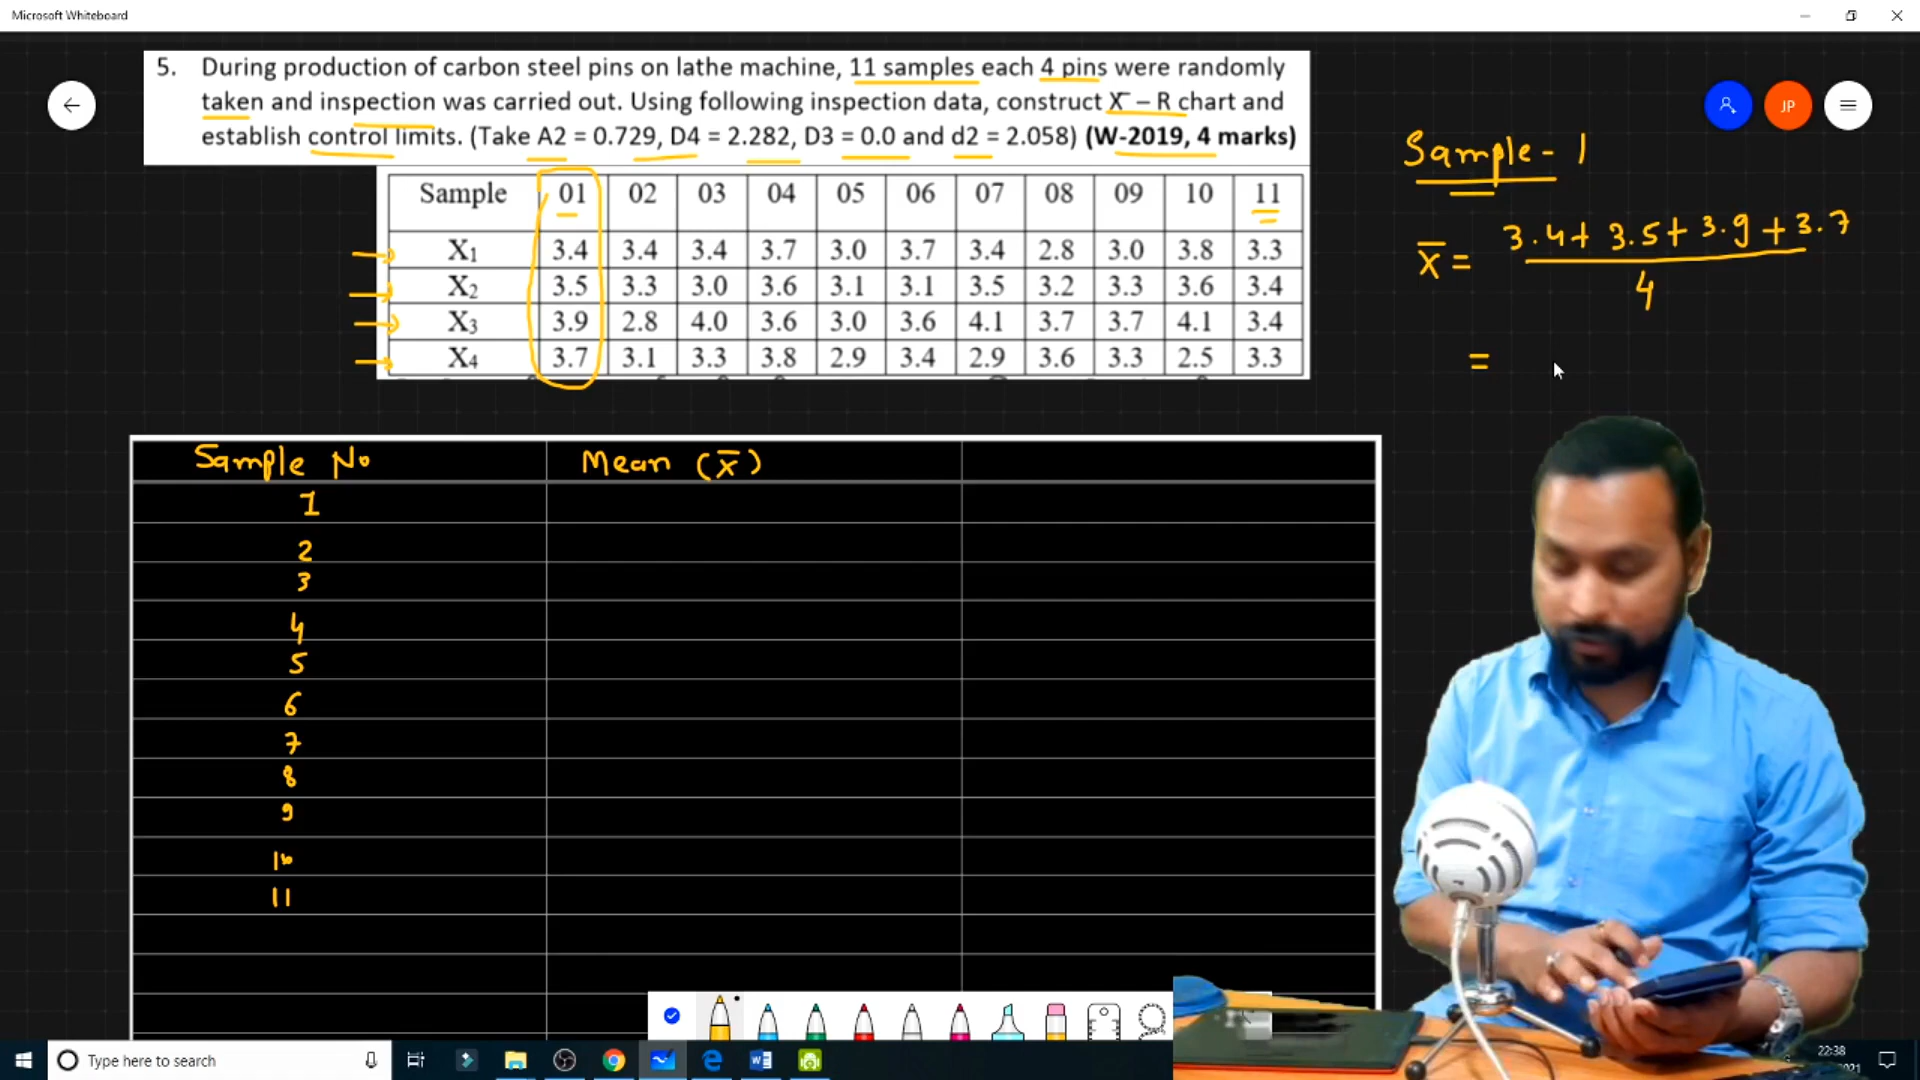 Microsoft Whiteboard
5. During production of carbon steel pins on lathe machine, 11 samples each 4 pins were randomly
taken and inspection was carried out. Using following inspection data, construct X‾ – R chart and
establish control limits. (Take A2 = 0.729, D4 = 2.282, D3 = 0.0 and d2 = 2.058) (W-2019, 4 marks)
JP
Sample 01 02 03 04 05 06 07 08 09 10 11
X1 3.4 3.4 3.4 3.7 3.0 3.7 3.4 2.8 3.0 3.8 3.3
X2 3.5 3.3 3.0 3.6 3.1 3.1 3.5 3.2 3.3 3.6 3.4
X3 3.9 2.8 4.0 3.6 3.0 3.6 4.1 3.7 3.7 4.1 3.4
X4 3.7 3.1 3.3 3.8 2.9 3.4 2.9 3.6 3.3 2.5 3.3
Sample - 1
x̄ = 3.4 + 3.5 + 3.9 + 3.7
4
=
Sample No Mean (x̄)
1
2
3
4
5
6
7
8
9
10
11
Type here to search
22:38